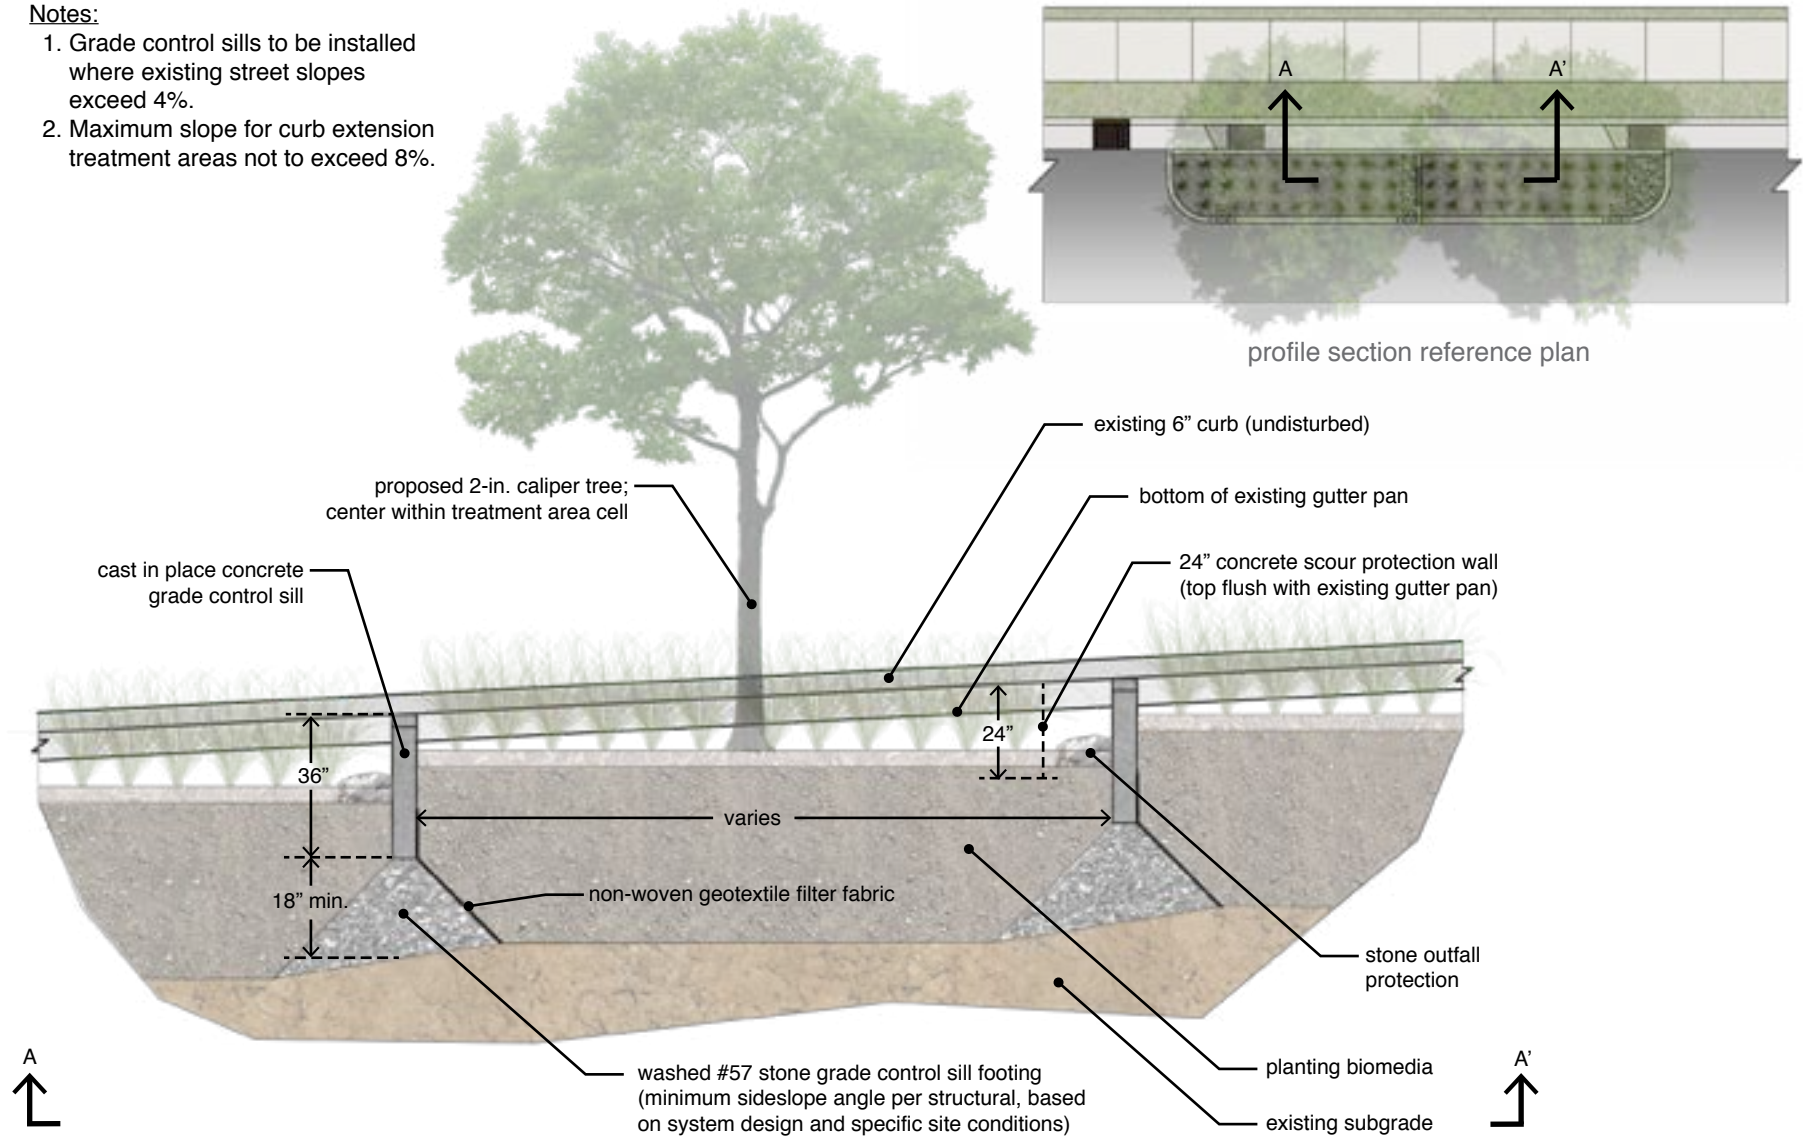 Notes:
1. Grade control sills to be installed
where existing street slopes
exceed 4%.
2. Maximum slope for curb extension
treatment areas not to exceed 8%.
A
A’
profile section reference plan
existing 6” curb (undisturbed)
proposed 2-in. caliper tree;
center within treatment area cell
bottom of existing gutter pan
24” concrete scour protection wall
(top flush with existing gutter pan)
cast in place concrete
grade control sill
24”
36”
varies
18” min.
non-woven geotextile filter fabric
stone outfall
protection
planting biomedia
existing subgrade
washed #57 stone grade control sill footing
(minimum sideslope angle per structural, based
on system design and specific site conditions)
A
A’